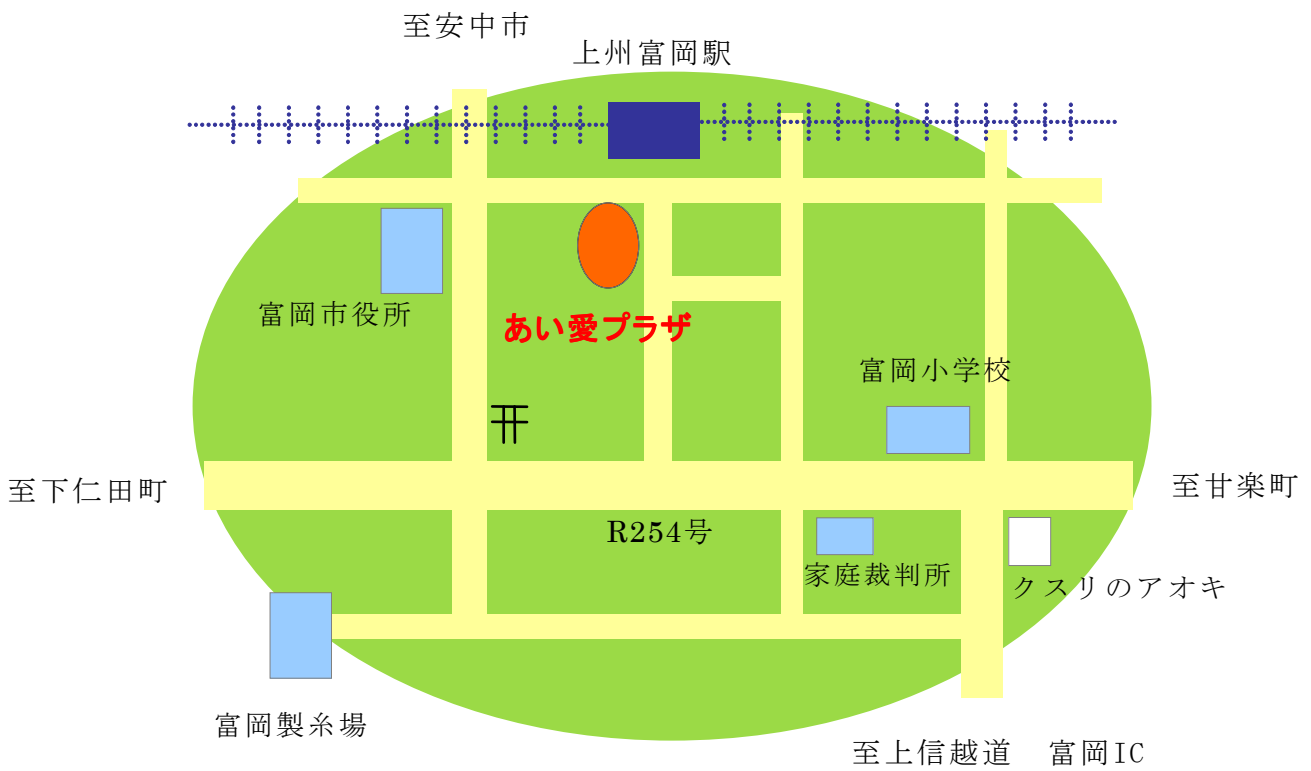 至安中市
上州富岡駅
富岡市役所
あい愛プラザ
富岡小学校
至下仁田町
至甘楽町
R254号
家庭裁判所
クスリのアオキ
富岡製糸場
至上信越道　富岡IC